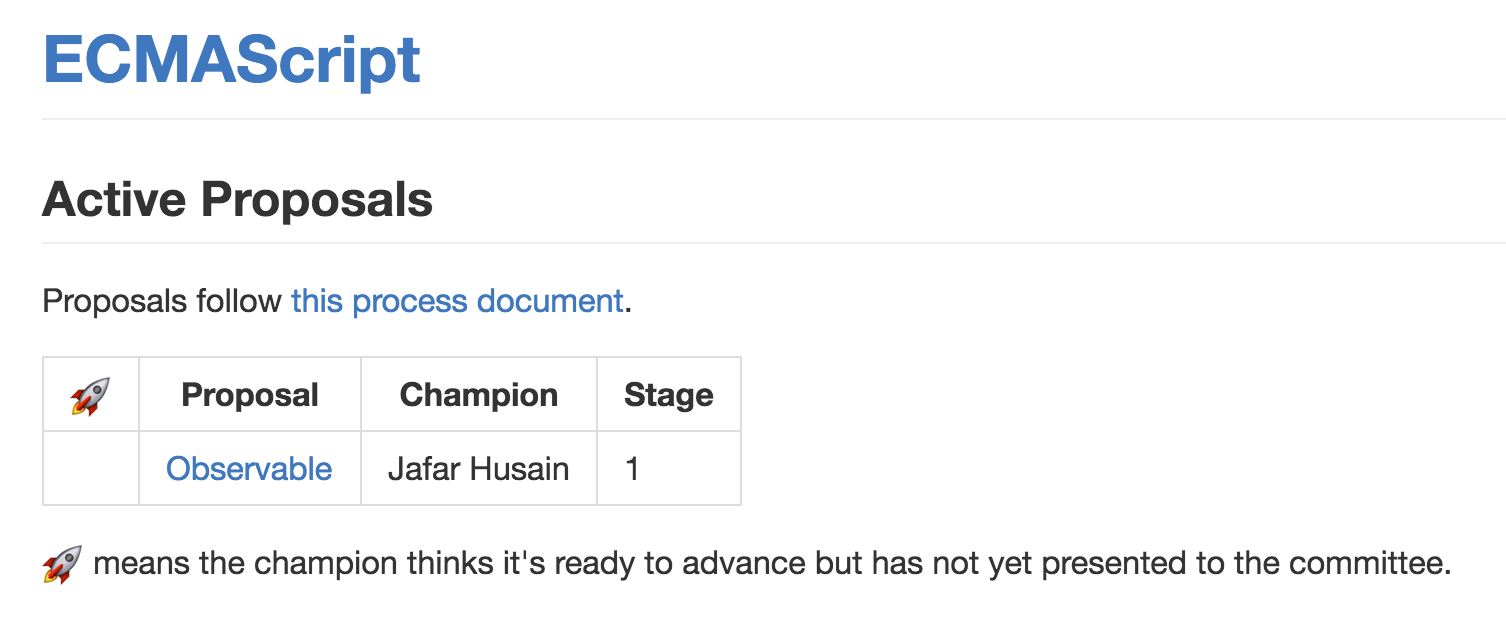 ECMAScript
Active Proposals
Proposals follow this process document.
🚀 Proposal Champion Stage
Observable Jafar Husain 1
🚀 means the champion thinks it's ready to advance but has not yet presented to the committee.